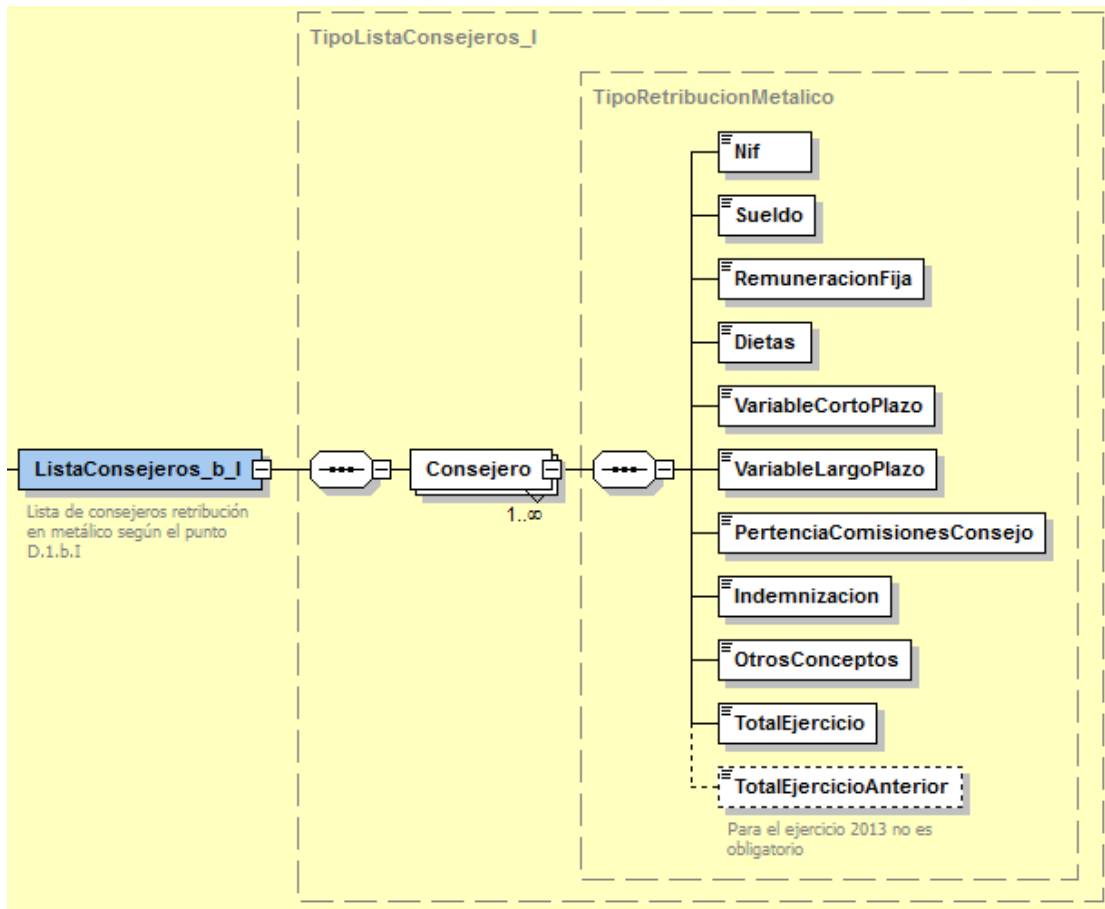 TipoListaConsejeros_I
TipoRetribucionMetalico
Nif
Sueldo
RemuneracionFija
Dietas
VariableCortoPlazo
ListaConsejeros_b_I
Consejero
VariableLargoPlazo
1..∞
Lista de consejeros retribución
en metálico según el punto
D.1.b.I
PertenciaComisionesConsejo
Indemnizacion
OtrosConceptos
TotalEjercicio
TotalEjercicioAnterior
Para el ejercicio 2013 no es
obligatorio